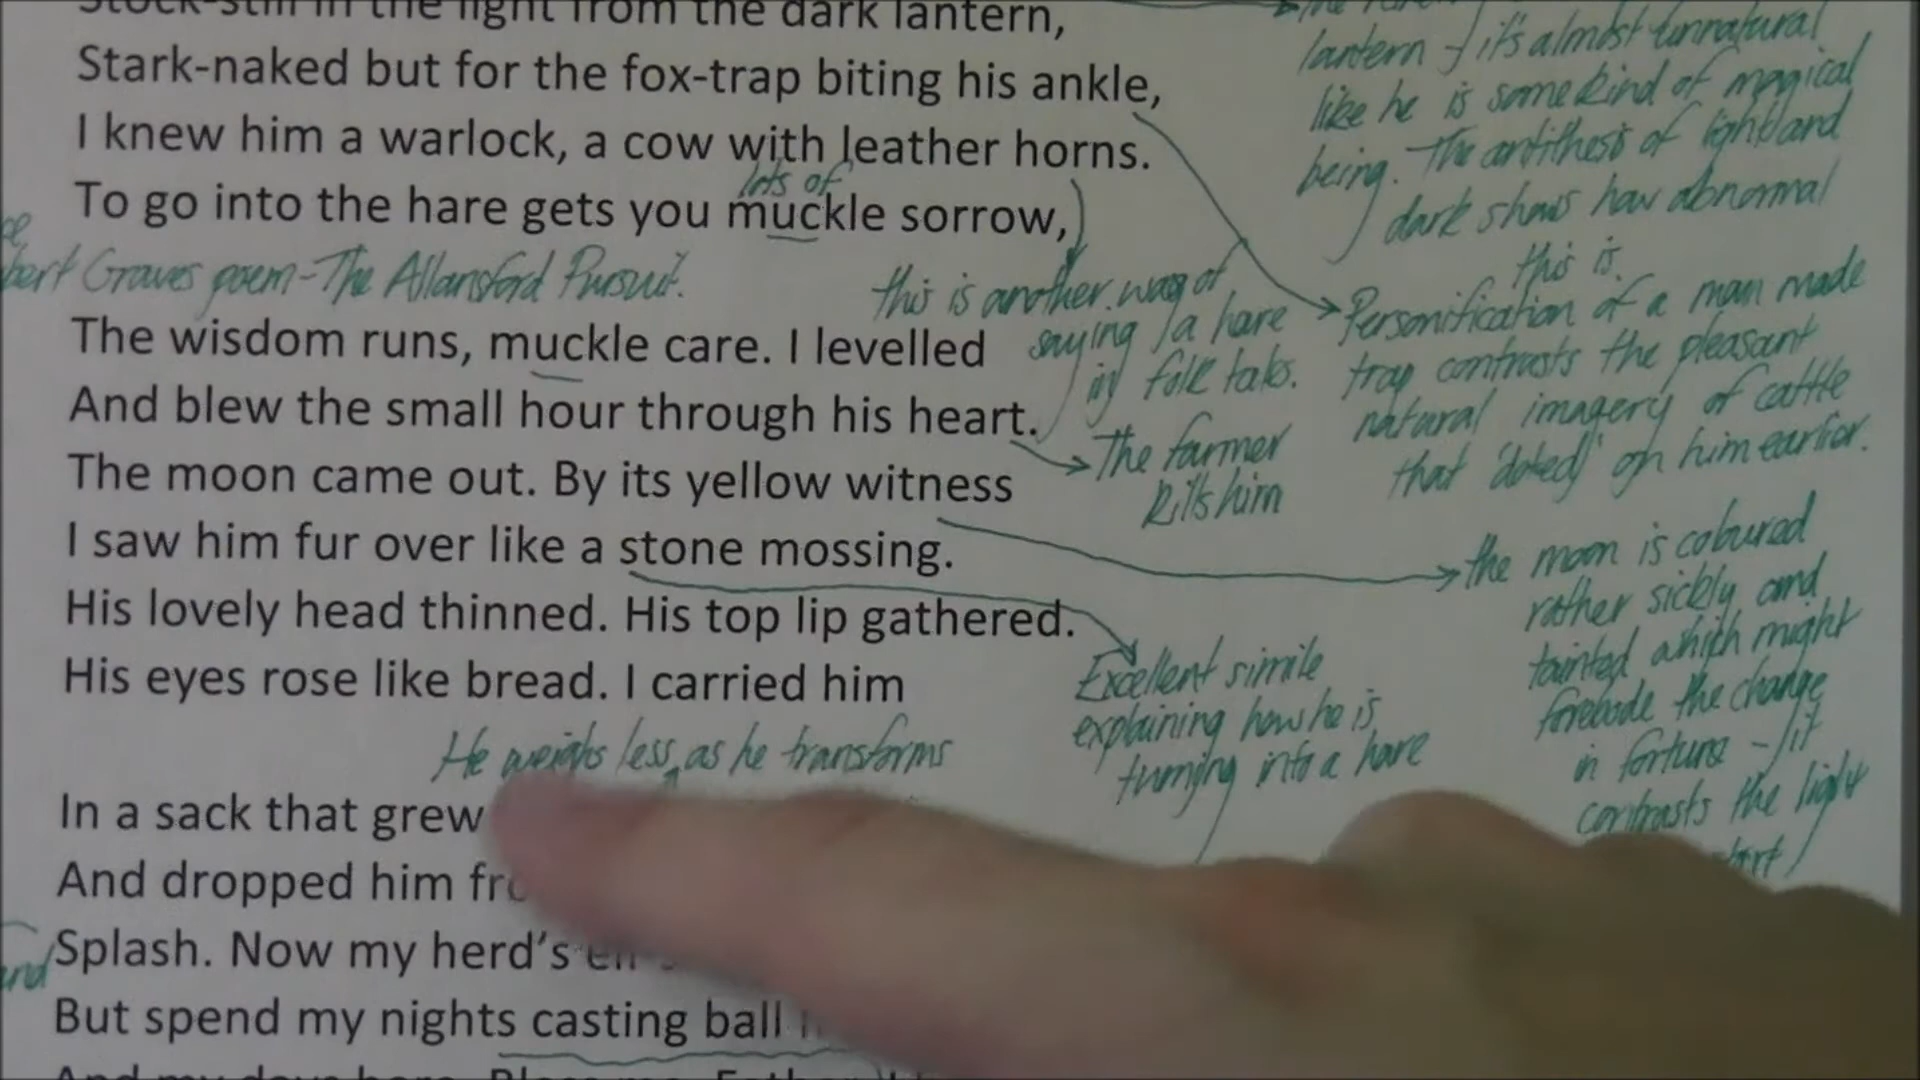 Stock-still in the light from the dark lantern,
Stark-naked but for the fox-trap biting his ankle,
I knew him a warlock, a cow with leather horns.
lots of
To go into the hare gets you muckle sorrow,
Graves poem - The Allansford Pursuit.
The wisdom runs, muckle care. I levelled
And blew the small hour through his heart.
The moon came out. By its yellow witness
I saw him fur over like a stone mossing.
His lovely head thinned. His top lip gathered.
His eyes rose like bread. I carried him
He weighs less as he transforms
In a sack that grew
And dropped him
Splash. Now my herd's
But spend my nights casting ball
this is another way of
saying a hare
in folk tales.
The farmer
kills him
Excellent simile
explaining how he is
turning into a hare
lantern - it's almost unnatural
like he is some kind of magical
being. The antithesis of light and
dark shows how abnormal
this is.
Personification of a man made
trap contrasts the pleasant
natural imagery of cattle
that 'doted' on him earlier.
the moon is coloured
rather sickly and
tainted which might
forebode the change
in fortune - it
contrasts the light